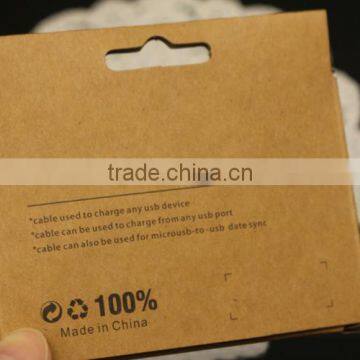 trade.china.cn
*cable used to charge any usb device
*cable can be used to charge from any usb port
*cable can also be used for microusb-to-usb date sync
100%
Made in China